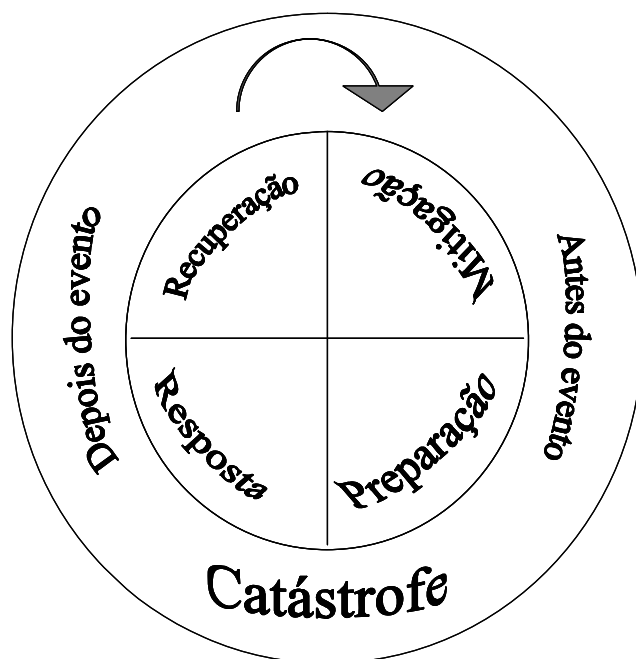 Recuperação
Mitigação
Depois do evento
Antes do evento
Resposta
Preparação
Catástrofe